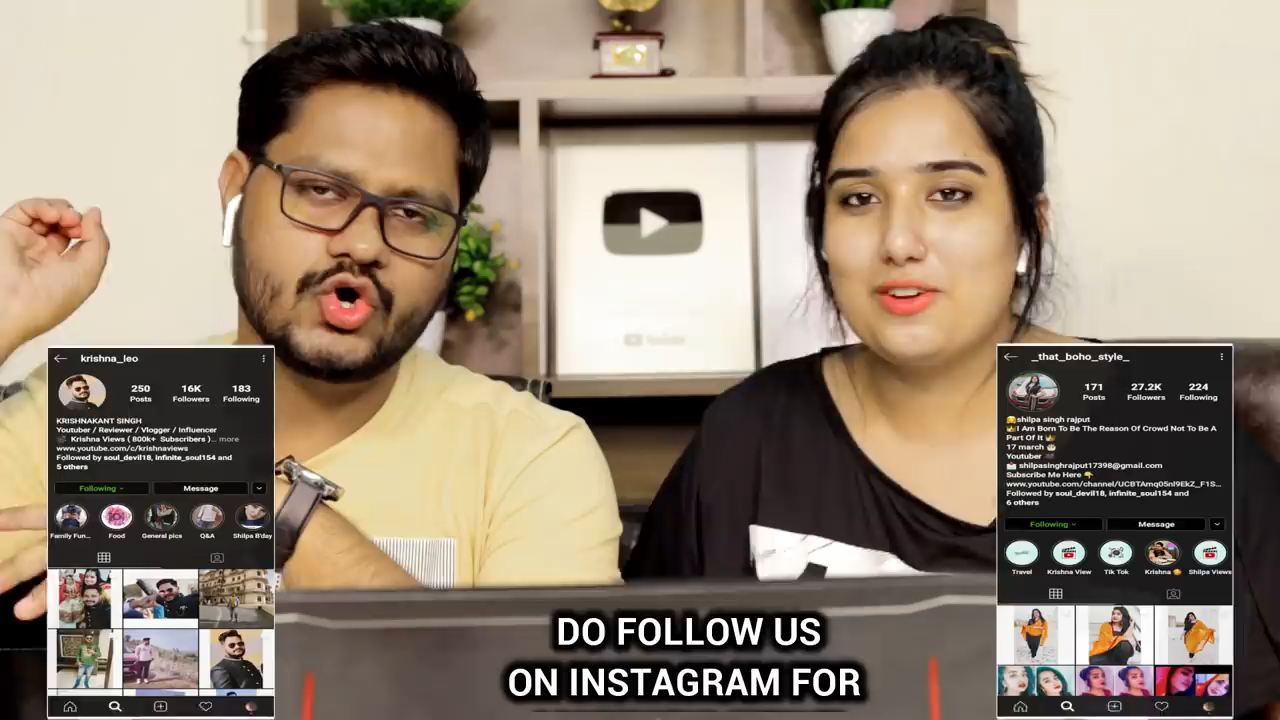 krishna_leo
250 16K 183
Posts Followers Following
KRISHNAKANT SINGH
Youtuber / Reviewer / Vlogger / Influencer
Krishna Views ( 800k+ Subscribers )... more
www.youtube.com/c/krishnaviews
Followed by soul_devil18, infinite_soul154 and
5 others
Following Message
Family Fun... Food General pics Q&A Shilpa B'day
_that_boho_style_
171 27.2K 224
Posts Followers Following
shilpa singh rajput
I Am Born To Be The Reason Of Crowd Not To Be A
Part Of It
17 march
Youtuber
shilpasinghrajput17398@gmail.com
Subscribe Me Here
www.youtube.com/channel/UCBTAmq05nl9EkZ_F1S...
Followed by soul_devil18, infinite_soul154 and
6 others
Following Message
Travel Krishna View Tik Tok Krishna Shilpa Views
DO FOLLOW US
ON INSTAGRAM FOR